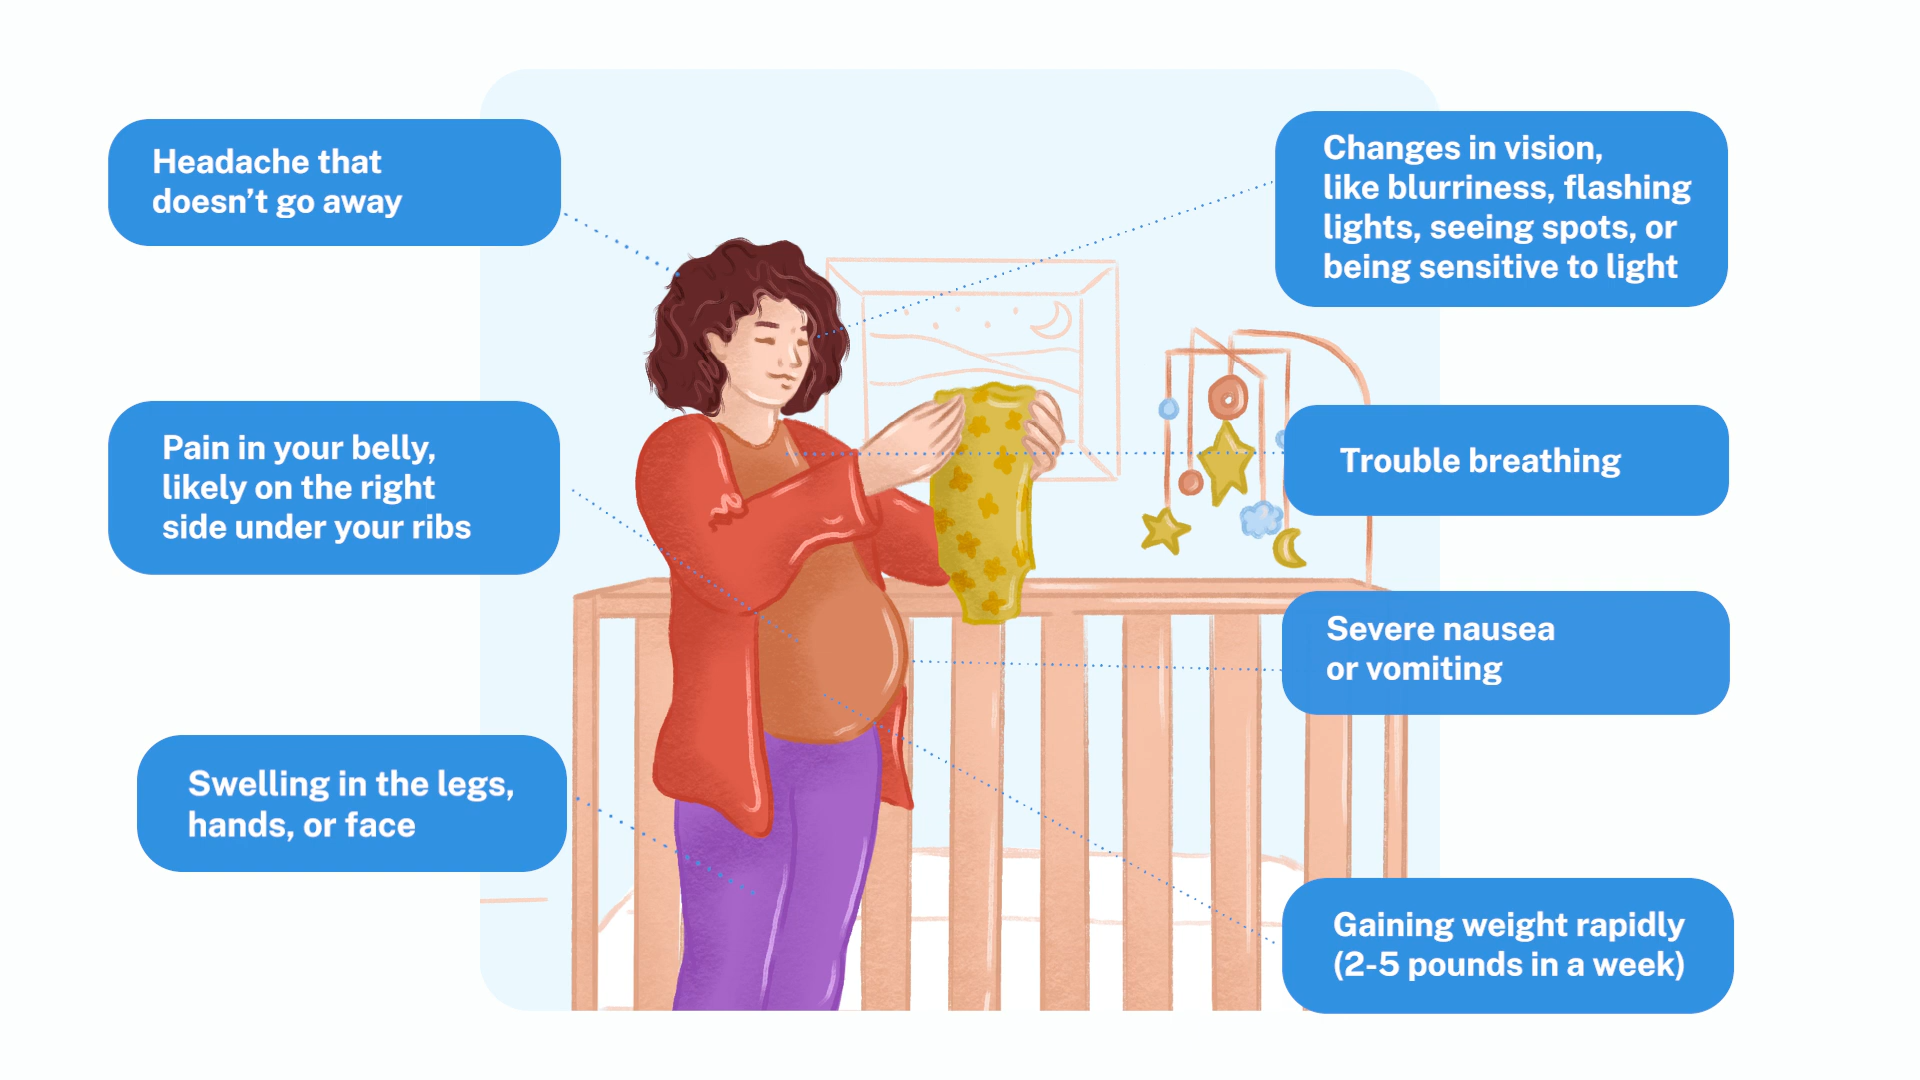 Headache that
doesn’t go away
Pain in your belly,
likely on the right
side under your ribs
Swelling in the legs,
hands, or face
Changes in vision,
like blurriness, flashing
lights, seeing spots, or
being sensitive to light
Trouble breathing
Severe nausea
or vomiting
Gaining weight rapidly
(2-5 pounds in a week)